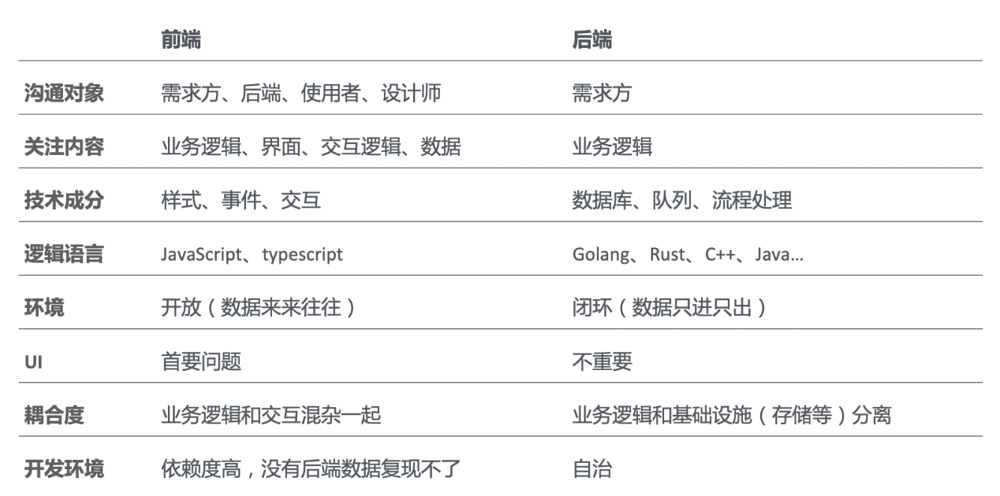 前端 后端
沟通对象 需求方、后端、使用者、设计师 需求方
关注内容 业务逻辑、界面、交互逻辑、数据 业务逻辑
技术成分 样式、事件、交互 数据库、队列、流程处理
逻辑语言 JavaScript、typescript Golang、Rust、C++、Java...
环境 开放（数据来来往往） 闭环（数据只进只出）
UI 首要问题 不重要
耦合度 业务逻辑和交互混杂一起 业务逻辑和基础设施（存储等）分离
开发环境 依赖度高，没有后端数据复现不了 自治